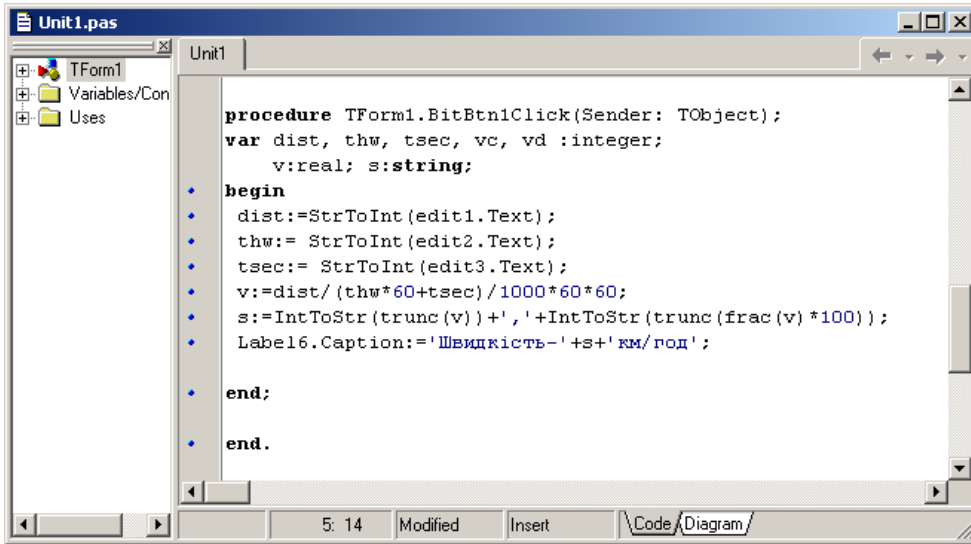 Unit1.pas
TForm1
Variables/Con
Uses
Unit1
procedure TForm1.BitBtn1Click(Sender: TObject);
var dist, thw, tsec, vc, vd :integer;
v:real; s:string;
begin
dist:=StrToInt(edit1.Text);
thw:= StrToInt(edit2.Text);
tsec:= StrToInt(edit3.Text);
v:=dist/(thw*60+tsec)/1000*60*60;
s:=IntToStr(trunc(v))+','+IntToStr(trunc(frac(v)*100));
Label6.Caption:='Швидкість-'+s+'км/год';
end;
end.
5: 14 Modified Insert Code Diagram